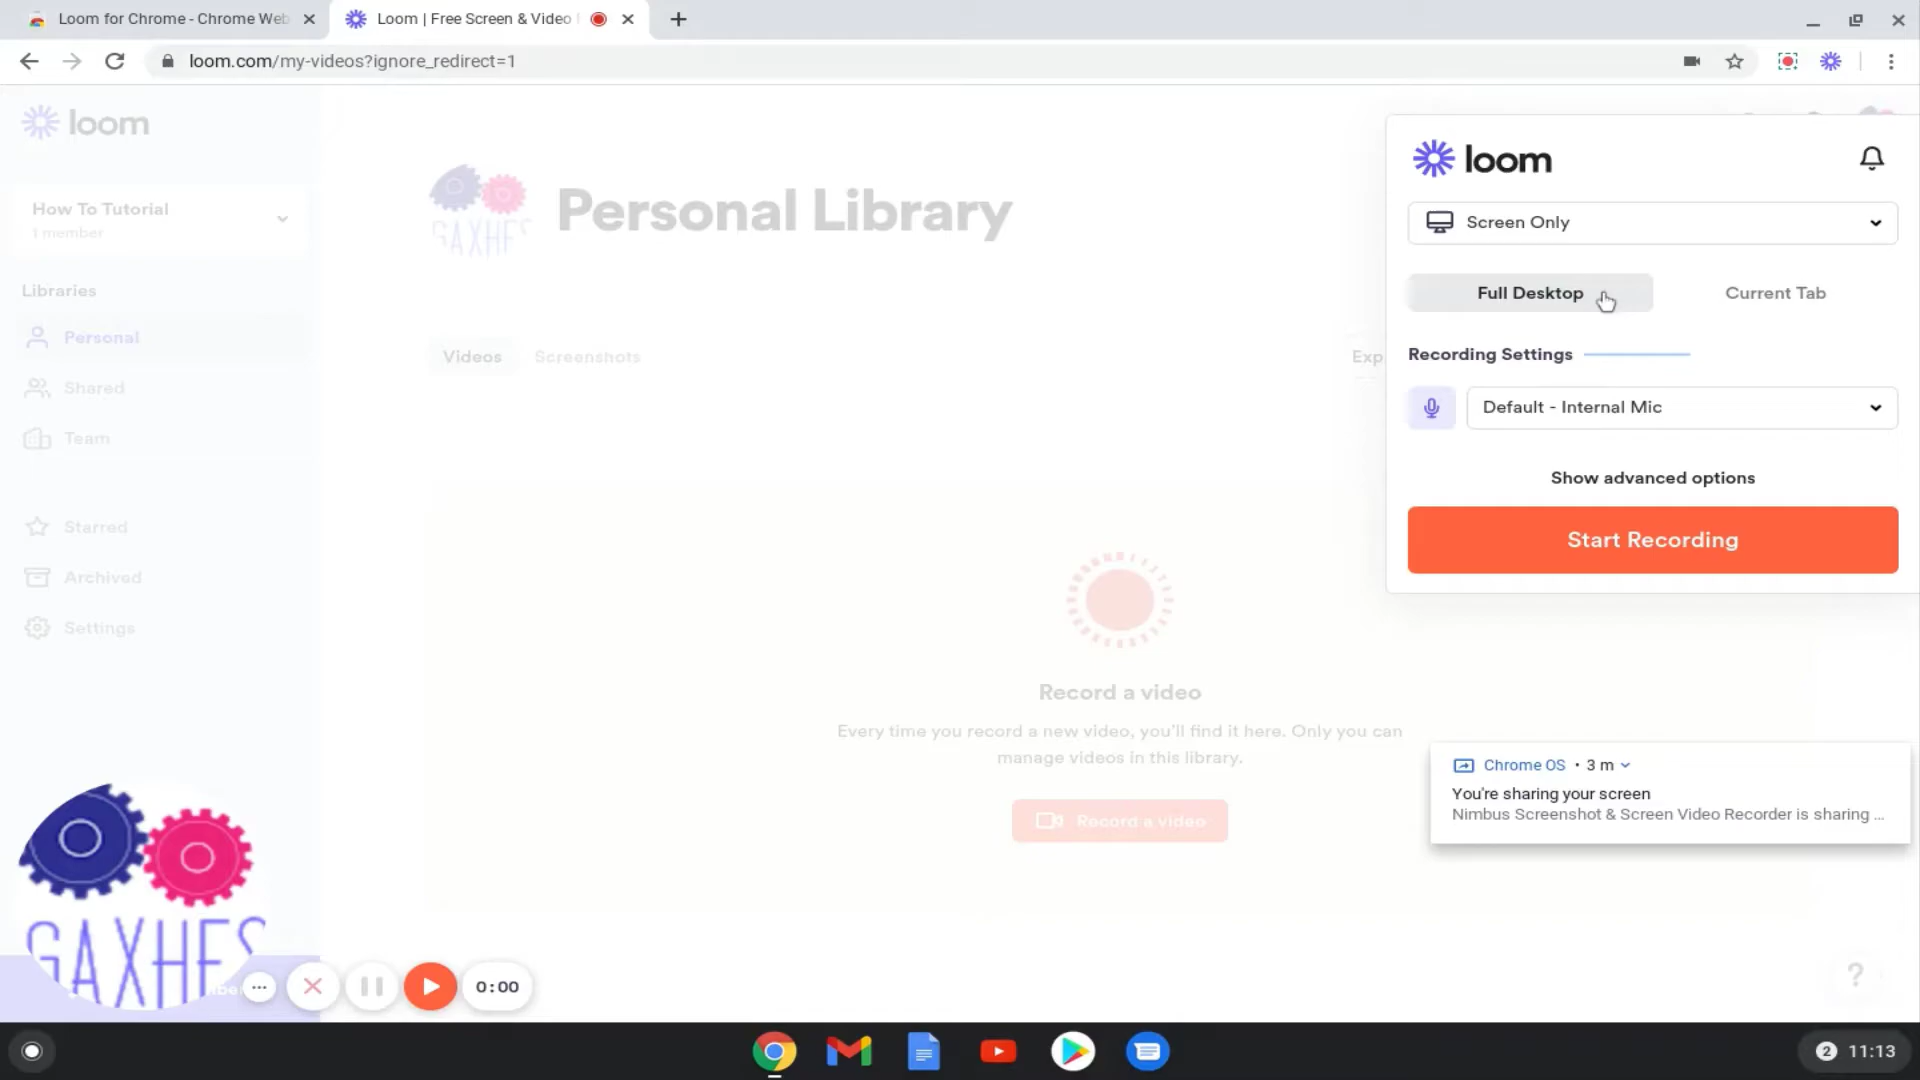 Loom for Chrome - Chrome Web
Loom | Free Screen & Video
loom.com/my-videos?ignore_redirect=1
loom
How To Tutorial
1 member
Libraries
Personal
Shared
Team
Starred
Archived
Settings
GAXHES
Personal Library
Videos
Screenshots
Exp
Record a video
Every time you record a new video, you'll find it here. Only you can
manage videos in this library.
Record a video
loom
Screen Only
Full Desktop
Current Tab
Recording Settings
Default - Internal Mic
Show advanced options
Start Recording
Chrome OS • 3 m
You're sharing your screen
Nimbus Screenshot & Screen Video Recorder is sharing ...
?
GAXHES
0:00
2 11:13